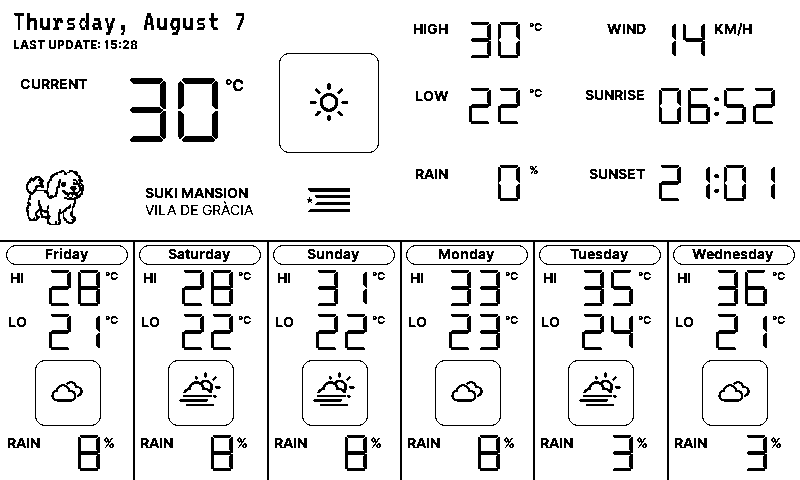 Thursday, August 7
LAST UPDATE: 15:28
CURRENT 30 °C
HIGH 30 °C
WIND 14 KM/H
LOW 22 °C
SUNRISE 06:52
RAIN 0 %
SUNSET 21:01
SUKI MANSION
VILA DE GRÀCIA
Friday
HI 28 °C
LO 21 °C
RAIN 8 %
Saturday
HI 28 °C
LO 22 °C
RAIN 8 %
Sunday
HI 31 °C
LO 22 °C
RAIN 8 %
Monday
HI 33 °C
LO 23 °C
RAIN 8 %
Tuesday
HI 35 °C
LO 24 °C
RAIN 3 %
Wednesday
HI 36 °C
LO 21 °C
RAIN 3 %